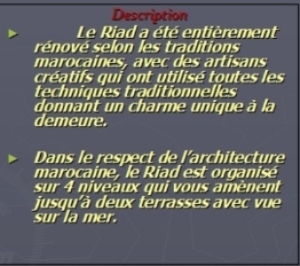 Description
Le Riad a été entièrement
rénové selon les traditions
marocaines, avec des artisans
créatifs qui ont utilisé toutes les
techniques traditionnelles
donnant un charme unique à la
demeure.
Dans le respect de l'architecture
marocaine, le Riad est organisé
sur 4 niveaux qui vous amènent
jusqu'à deux terrasses avec vue
sur la mer.